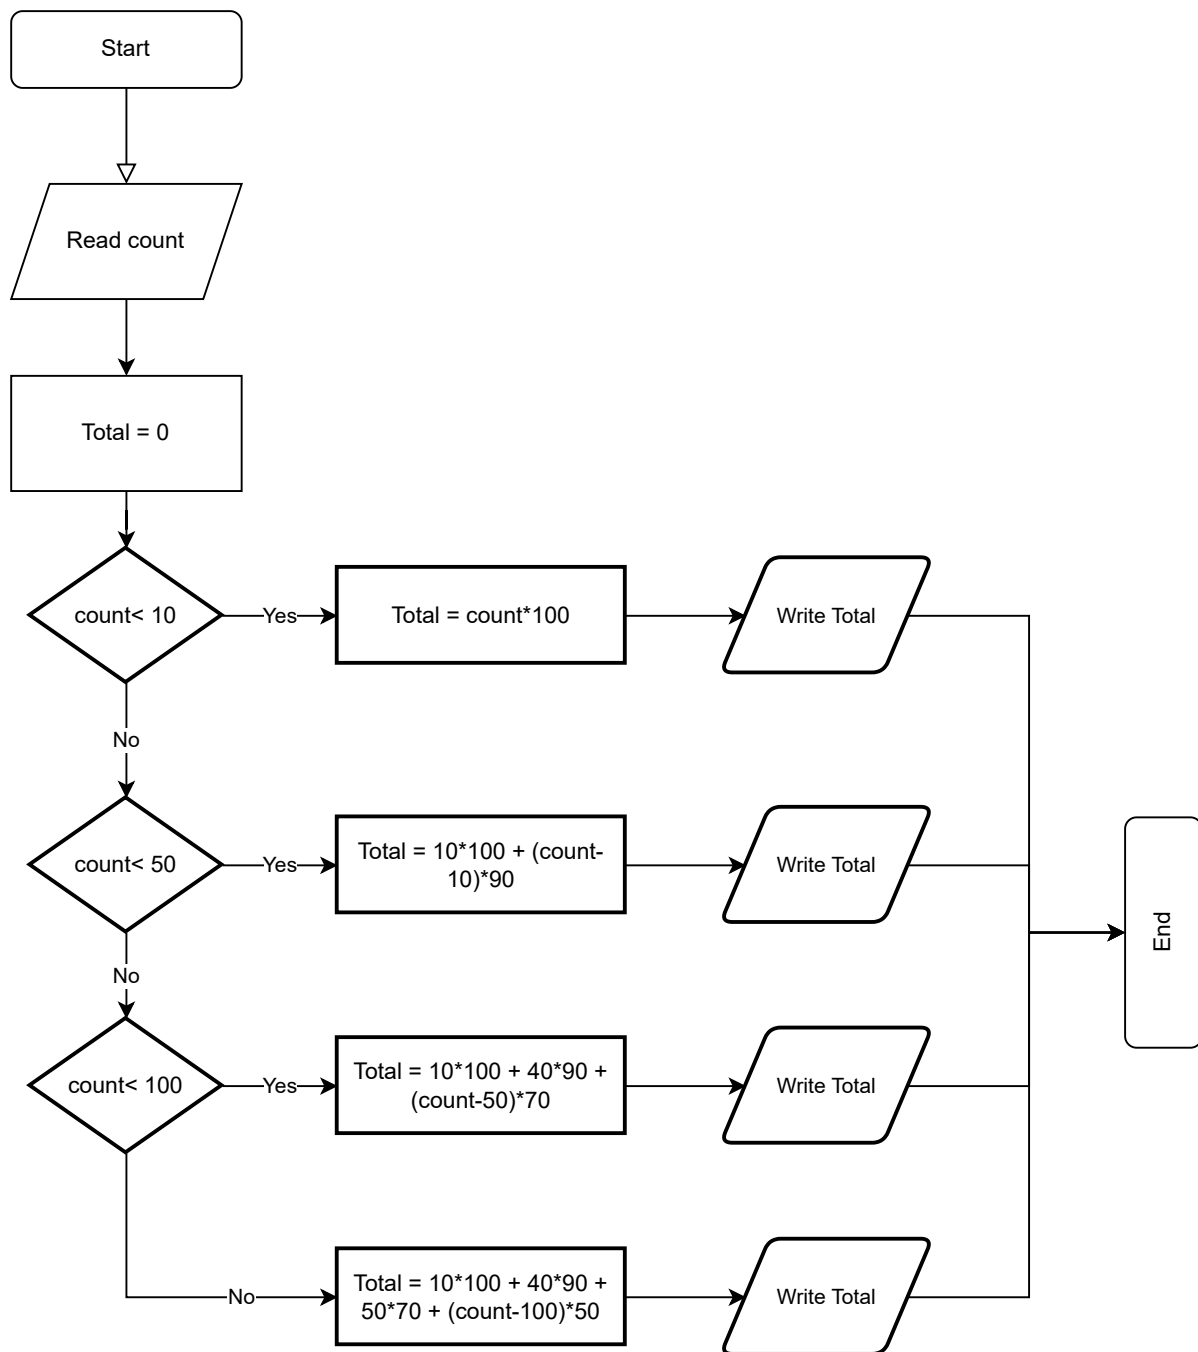 Start
Read count
Total = 0
count< 10
Yes
Total = count*100
Write Total
No
count< 50
Yes
Total = 10*100 + (count-
10)*90
Write Total
End
No
count< 100
Yes
Total = 10*100 + 40*90 +
(count-50)*70
Write Total
No
Total = 10*100 + 40*90 +
50*70 + (count-100)*50
Write Total